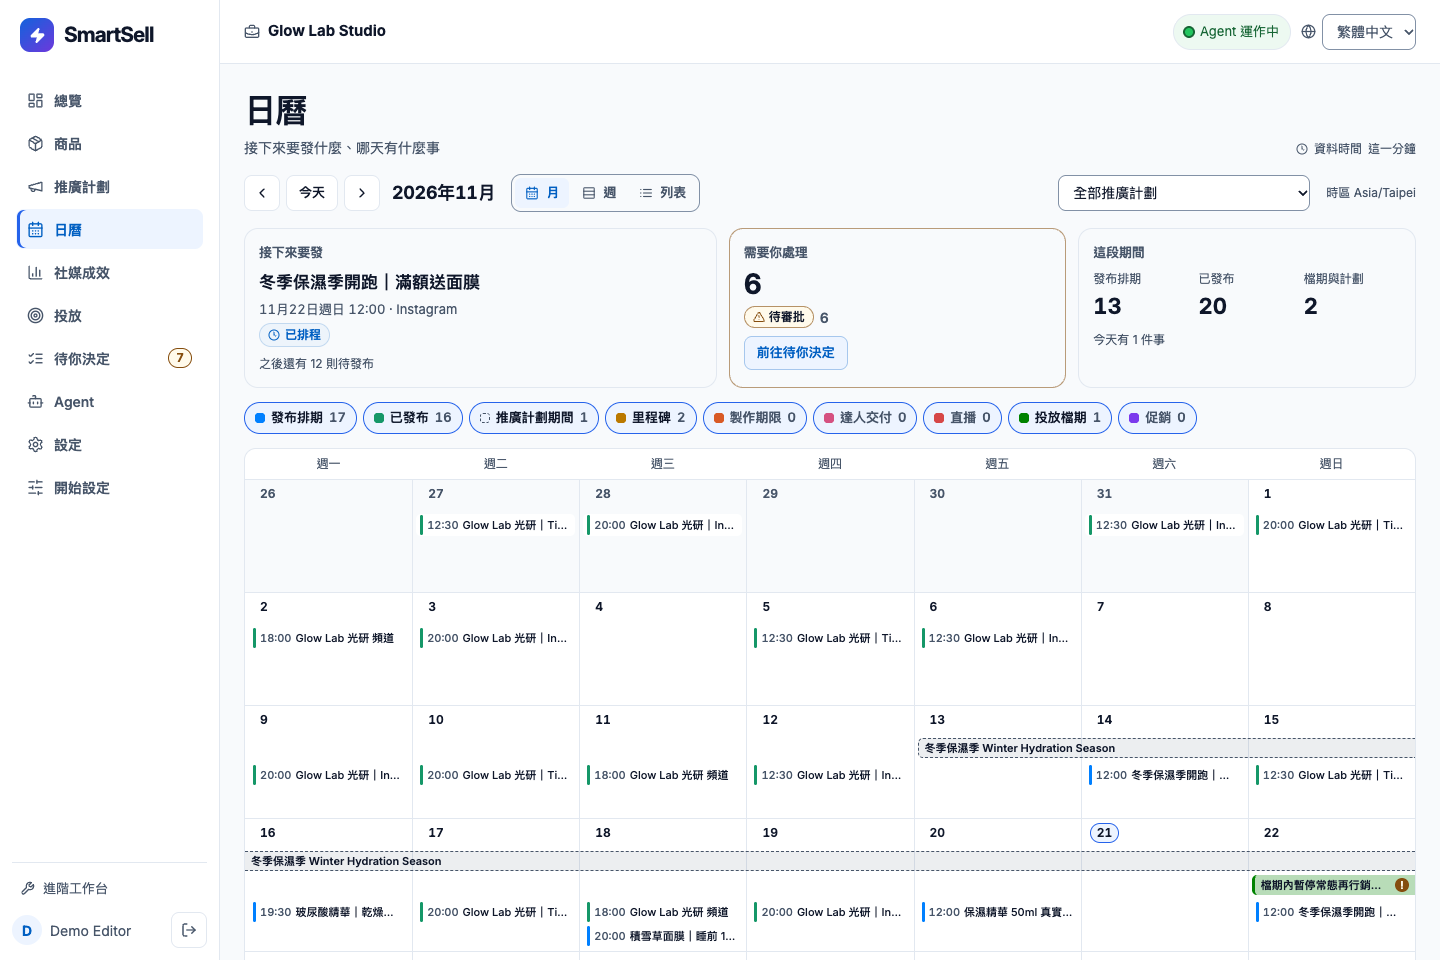 SmartSell
Glow Lab Studio
Agent 運作中
繁體中文
總覽
商品
推廣計劃
日曆
社媒成效
投放
待你決定 7
Agent
設定
開始設定
進階工作台
D Demo Editor
日曆
接下來要發什麼、哪天有什麼事
資料時間 這一分鐘
今天
2026年11月
月 週 列表
全部推廣計劃
時區 Asia/Taipei
接下來要發
冬季保濕季開跑｜滿額送面膜
11月22日週日 12:00 · Instagram
已排程
之後還有 12 則待發布
需要你處理
6
待審批 6
前往待你決定
這段期間
發布排期 已發布 檔期與計劃
13 20 2
今天有 1 件事
發布排期 17 已發布 16 推廣計劃期間 1 里程碑 2 製作期限 0 達人交付 0 直播 0 投放檔期 1 促銷 0
週一 週二 週三 週四 週五 週六 週日
26 27 28 29 30 31 1
12:30 Glow Lab 光研｜Ti...
20:00 Glow Lab 光研｜In...
12:30 Glow Lab 光研｜In...
20:00 Glow Lab 光研｜Ti...
2 3 4 5 6 7 8
18:00 Glow Lab 光研 頻道
20:00 Glow Lab 光研｜In...
12:30 Glow Lab 光研｜Ti...
12:30 Glow Lab 光研｜In...
9 10 11 12 13 14 15
冬季保濕季 Winter Hydration Season
20:00 Glow Lab 光研｜In...
20:00 Glow Lab 光研｜Ti...
18:00 Glow Lab 光研 頻道
12:30 Glow Lab 光研｜In...
12:00 冬季保濕季開跑｜...
12:30 Glow Lab 光研｜Ti...
16 17 18 19 20 21 22
冬季保濕季 Winter Hydration Season
檔期內暫停常態再行銷...
19:30 玻尿酸精華｜乾燥...
20:00 Glow Lab 光研｜Ti...
18:00 Glow Lab 光研 頻道
20:00 Glow Lab 光研｜In...
12:00 保濕精華 50ml 真實...
12:00 冬季保濕季開跑｜...
20:00 積雪草面膜｜睡前 1...